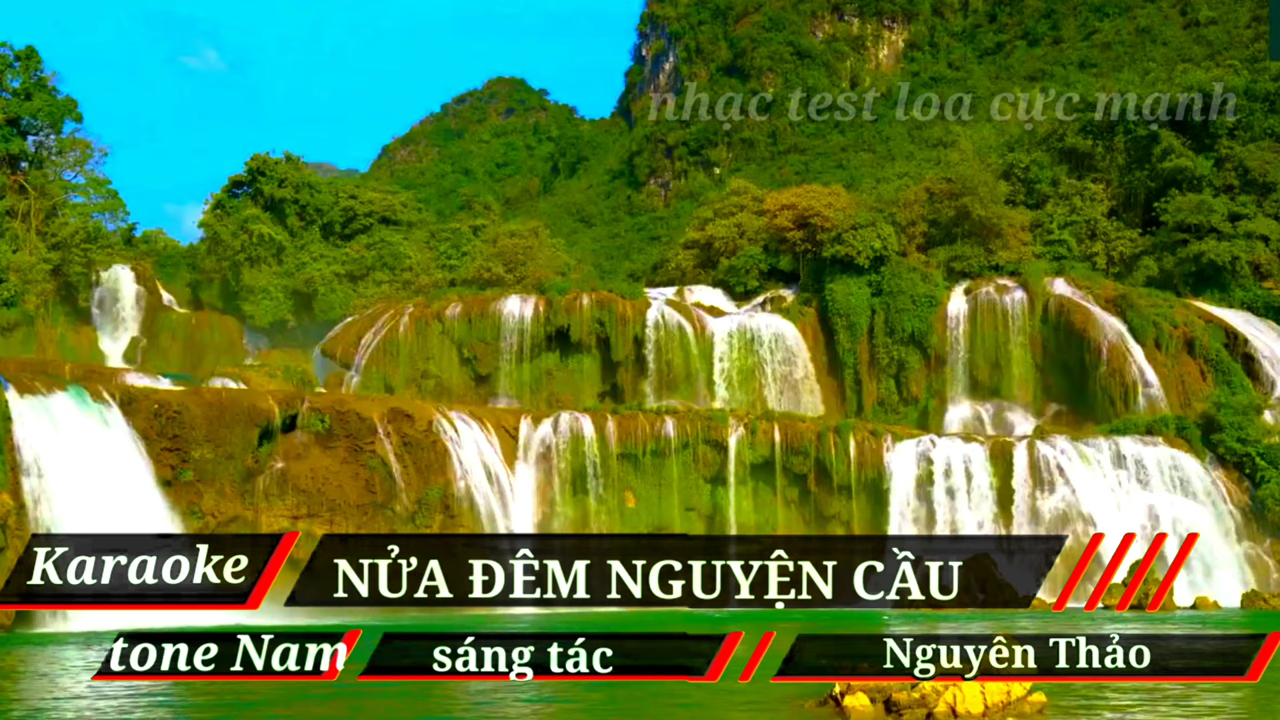 nhạc test loa cực mạnh
Karaoke
NỬA ĐÊM NGUYỆN CẦU
tone Nam
sáng tác
Nguyên Thảo